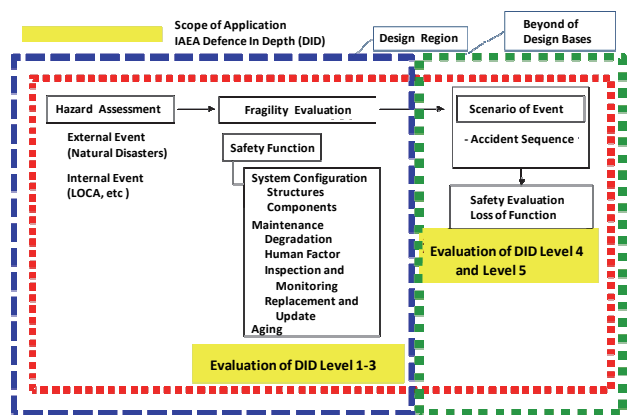 Scope of Application
IAEA Defence In Depth (DID)
Design Region
Beyond of
Design Bases
Hazard Assessment
External Event
(Natural Disasters)
Internal Event
(LOCA, etc )
Fragility Evaluation
Safety Function
System Configuration
Structures
Components
Maintenance
Degradation
Human Factor
Inspection and
Monitoring
Replacement and
Update
Aging
Evaluation of DID Level 1-3
Scenario of Event
- Accident Sequence
Safety Evaluation
Loss of Function
Evaluation of DID Level 4
and Level 5